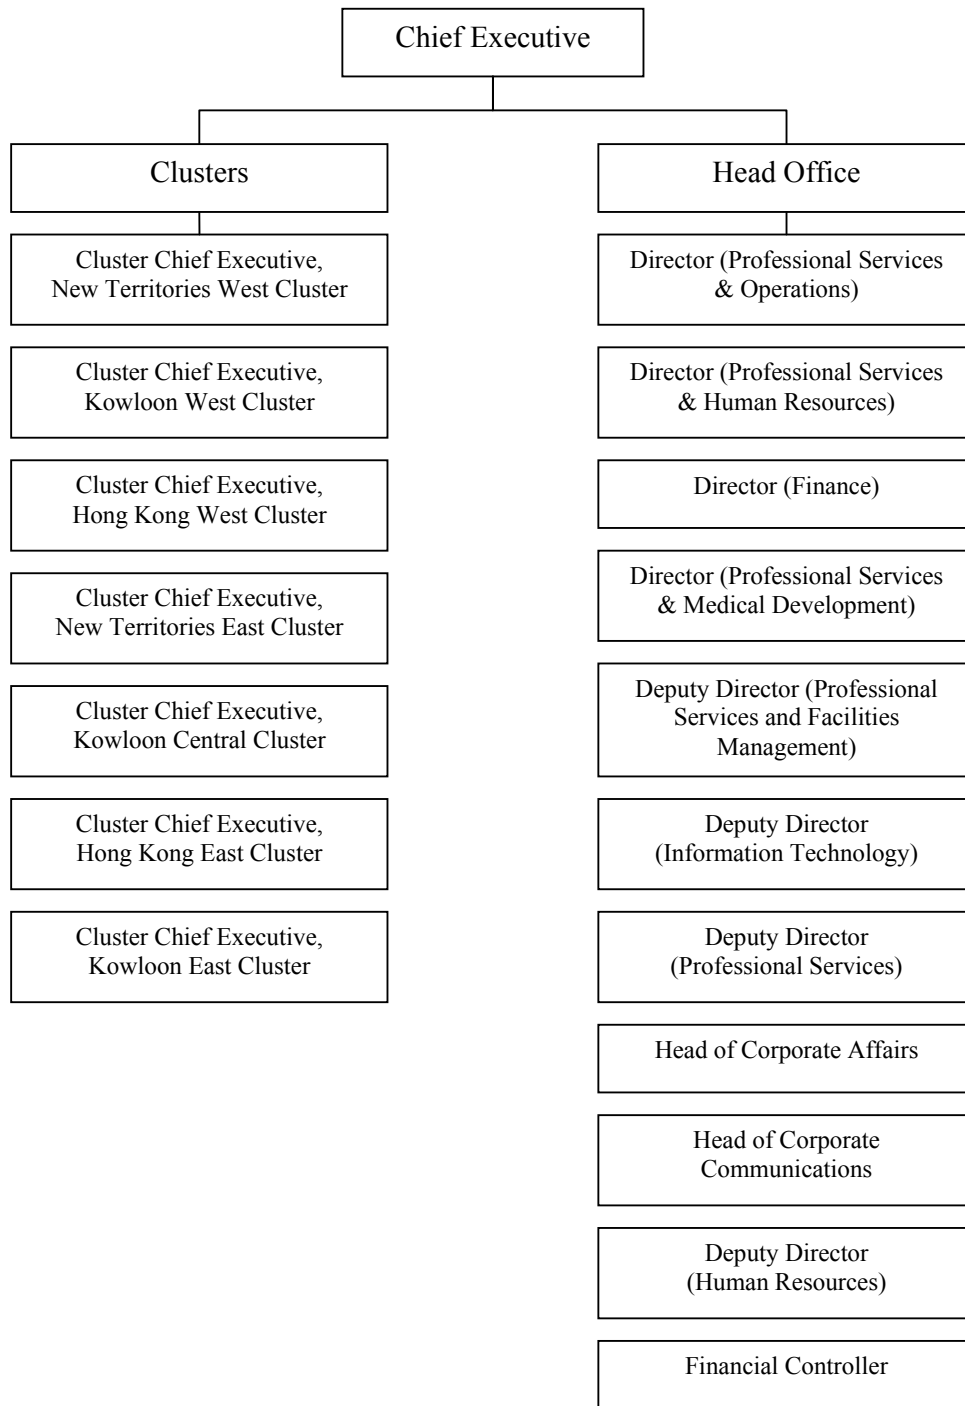 Chief Executive
Clusters
Cluster Chief Executive,
New Territories West Cluster
Cluster Chief Executive,
Kowloon West Cluster
Cluster Chief Executive,
Hong Kong West Cluster
Cluster Chief Executive,
New Territories East Cluster
Cluster Chief Executive,
Kowloon Central Cluster
Cluster Chief Executive,
Hong Kong East Cluster
Cluster Chief Executive,
Kowloon East Cluster
Head Office
Director (Professional Services
& Operations)
Director (Professional Services
& Human Resources)
Director (Finance)
Director (Professional Services
& Medical Development)
Deputy Director (Professional
Services and Facilities
Management)
Deputy Director
(Information Technology)
Deputy Director
(Professional Services)
Head of Corporate Affairs
Head of Corporate
Communications
Deputy Director
(Human Resources)
Financial Controller